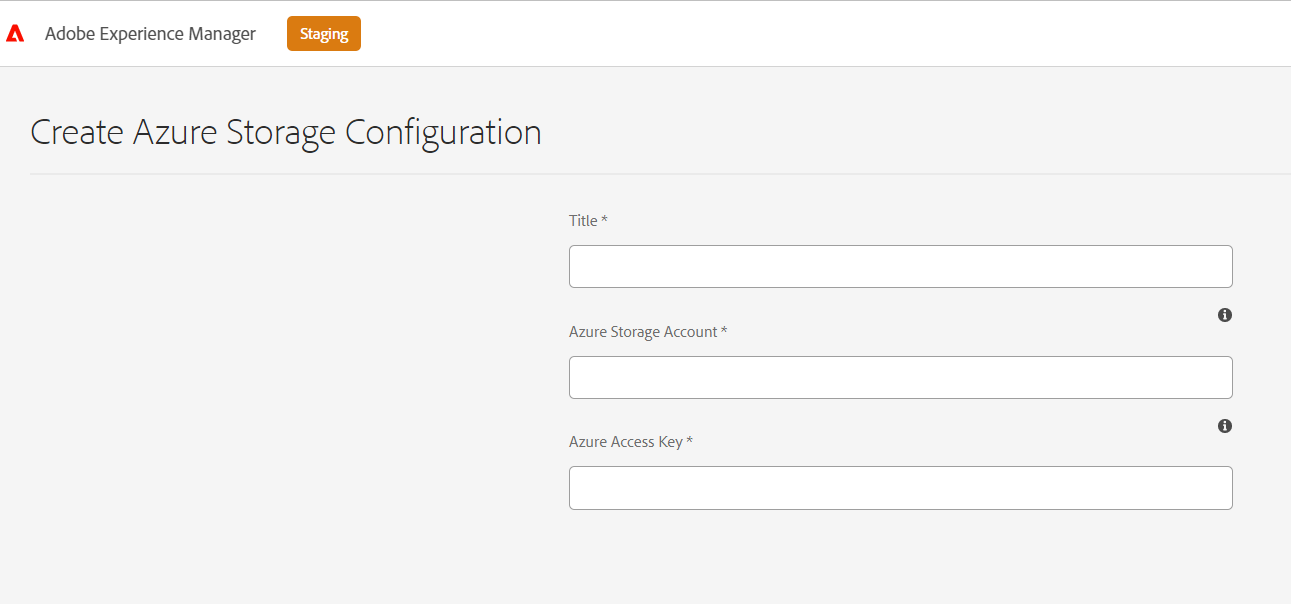 Adobe Experience Manager
Staging
Create Azure Storage Configuration
Title *
Azure Storage Account *
Azure Access Key *